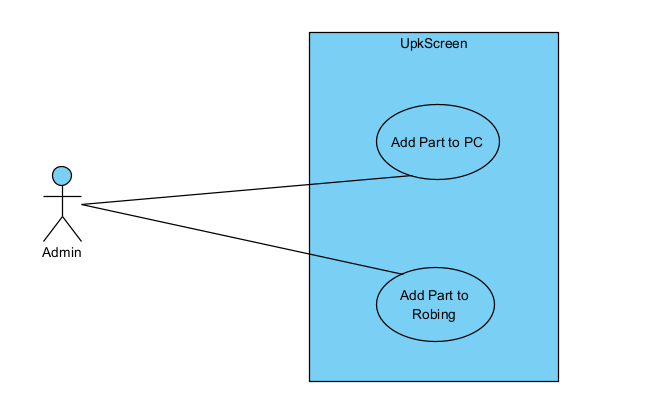 UpkScreen
Add Part to PC
Admin
Add Part to
Robing